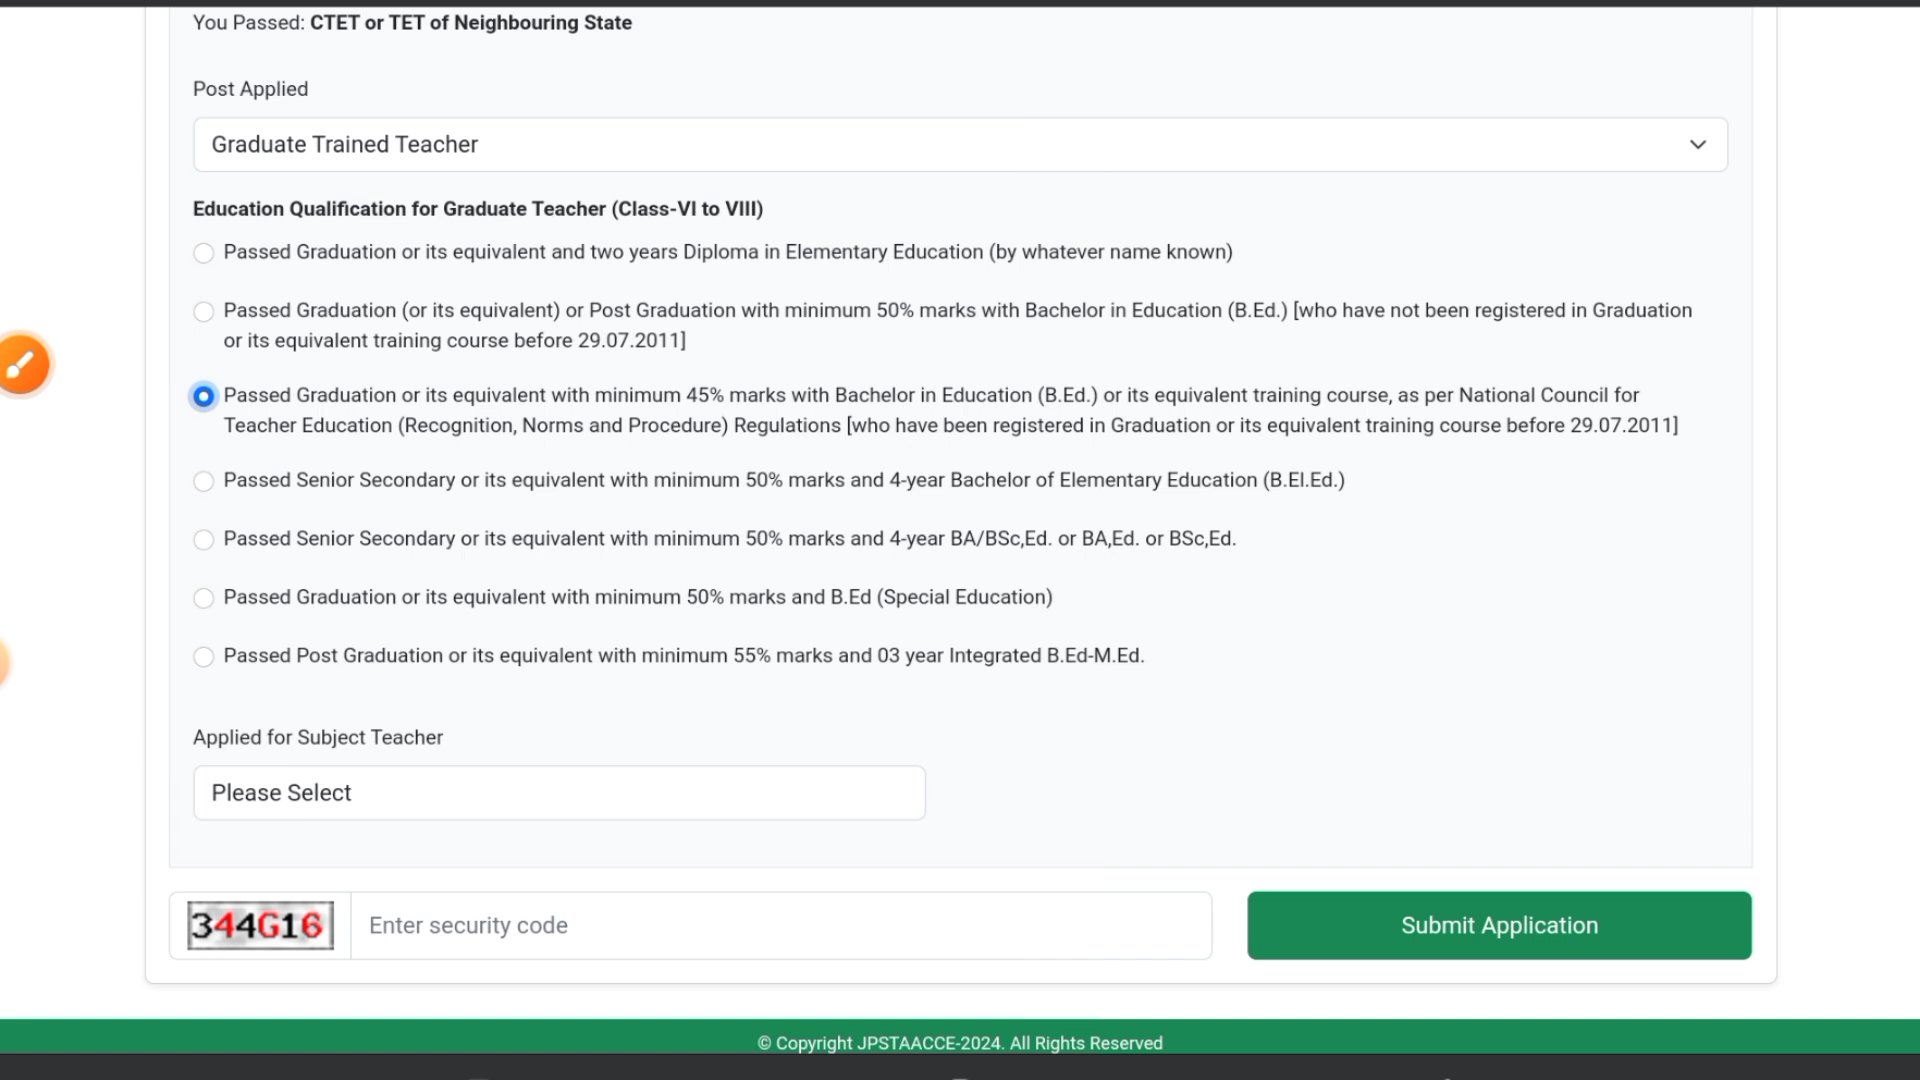 You Passed: CTET or TET of Neighbouring State
Post Applied
Graduate Trained Teacher
Education Qualification for Graduate Teacher (Class-VI to VIII)
Passed Graduation or its equivalent and two years Diploma in Elementary Education (by whatever name known)
Passed Graduation (or its equivalent) or Post Graduation with minimum 50% marks with Bachelor in Education (B.Ed.) [who have not been registered in Graduation
or its equivalent training course before 29.07.2011]
Passed Graduation or its equivalent with minimum 45% marks with Bachelor in Education (B.Ed.) or its equivalent training course, as per National Council for
Teacher Education (Recognition, Norms and Procedure) Regulations [who have been registered in Graduation or its equivalent training course before 29.07.2011]
Passed Senior Secondary or its equivalent with minimum 50% marks and 4-year Bachelor of Elementary Education (B.El.Ed.)
Passed Senior Secondary or its equivalent with minimum 50% marks and 4-year BA/BSc,Ed. or BA,Ed. or BSc,Ed.
Passed Graduation or its equivalent with minimum 50% marks and B.Ed (Special Education)
Passed Post Graduation or its equivalent with minimum 55% marks and 03 year Integrated B.Ed-M.Ed.
Applied for Subject Teacher
Please Select
344G16
Enter security code
Submit Application
© Copyright JPSTAACCE-2024. All Rights Reserved